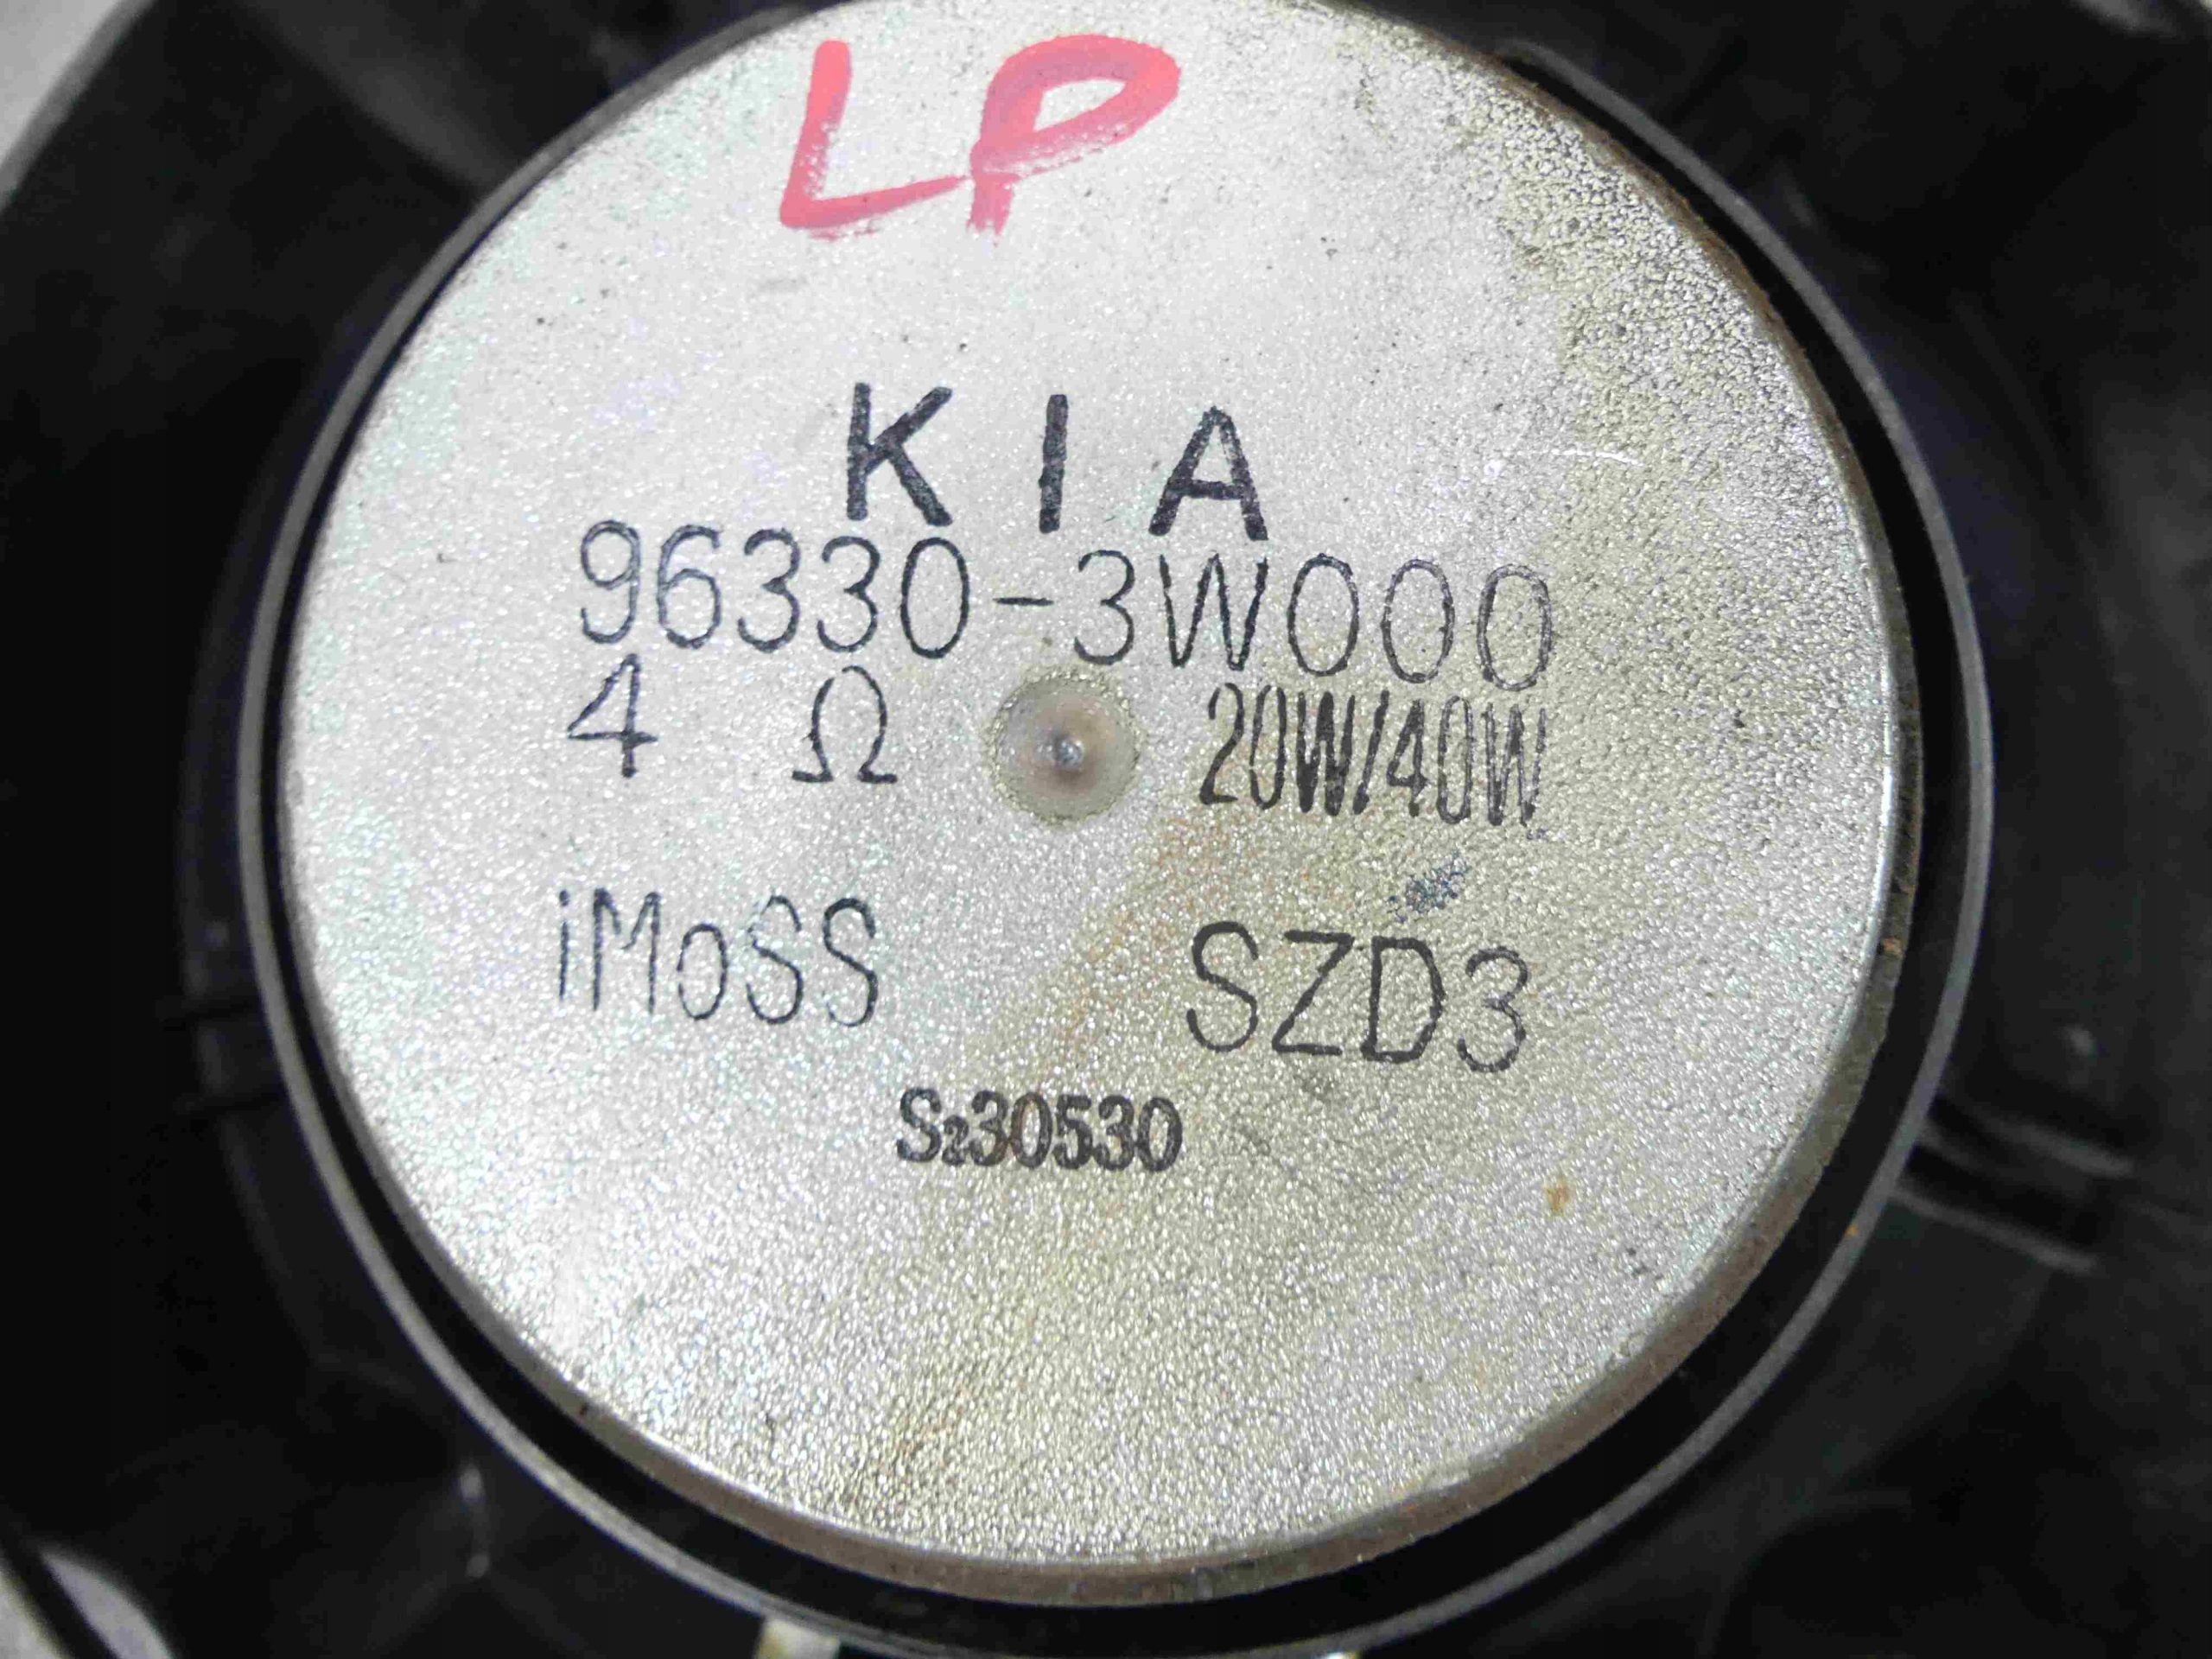 LP
KIA
96330-3W000
4 Ω 20W/40W
iMoSS SZD3
S230530